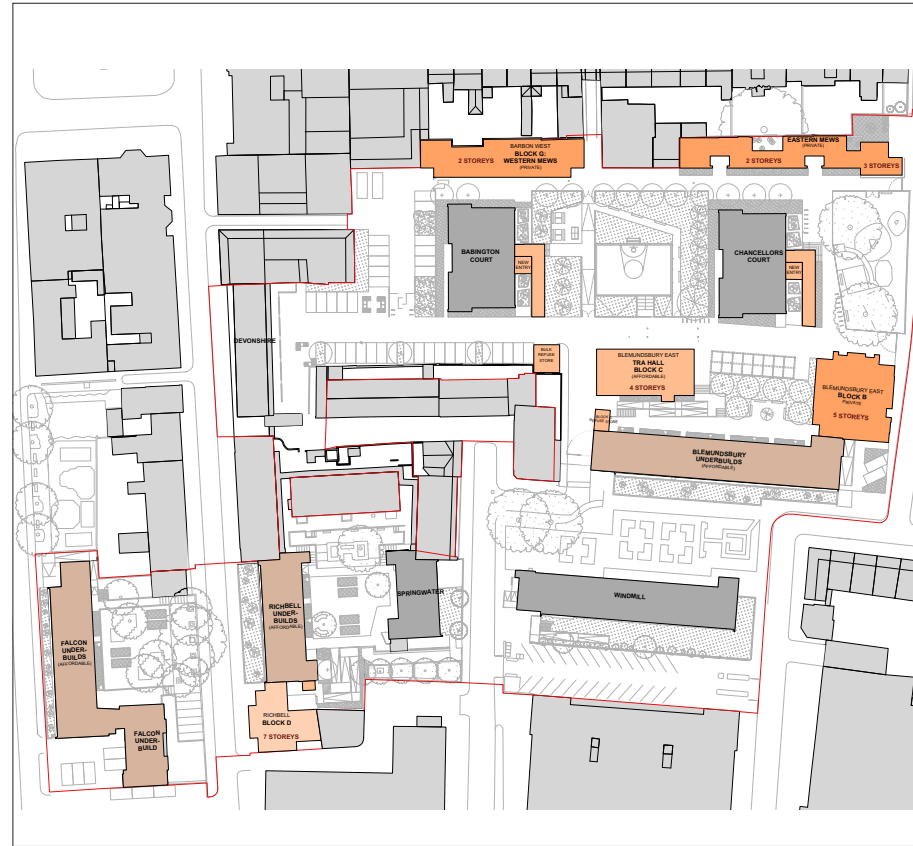 BARBON WEST
BLOCK G:
WESTERN MEWS
(PRIVATE)
2 STOREYS
EASTERN MEWS
(PRIVATE)
2 STOREYS
3 STOREYS
BABINGTON
COURT
NEW
ENTRY
CHANCELLORS
COURT
NEW
ENTRY
DEVONSHIRE
BULK
REFUSE
STORE
BLEMUNDSBURY EAST
TRA HALL
BLOCK C
(AFFORDABLE)
4 STOREYS
BLEMUNDSBURY EAST
BLOCK B
PRIVATE
5 STOREYS
REFUSE STORE
BLEMUNDSBURY
UNDERBUILDS
(AFFORDABLE)
RICHBELL
UNDER-
BUILDS
(AFFORDABLE)
SPRINGWATER
WINDMILL
FALCON
UNDER-
BUILDS
(AFFORDABLE)
RICHBELL
BLOCK D
7 STOREYS
FALCON
UNDER-
BUILD